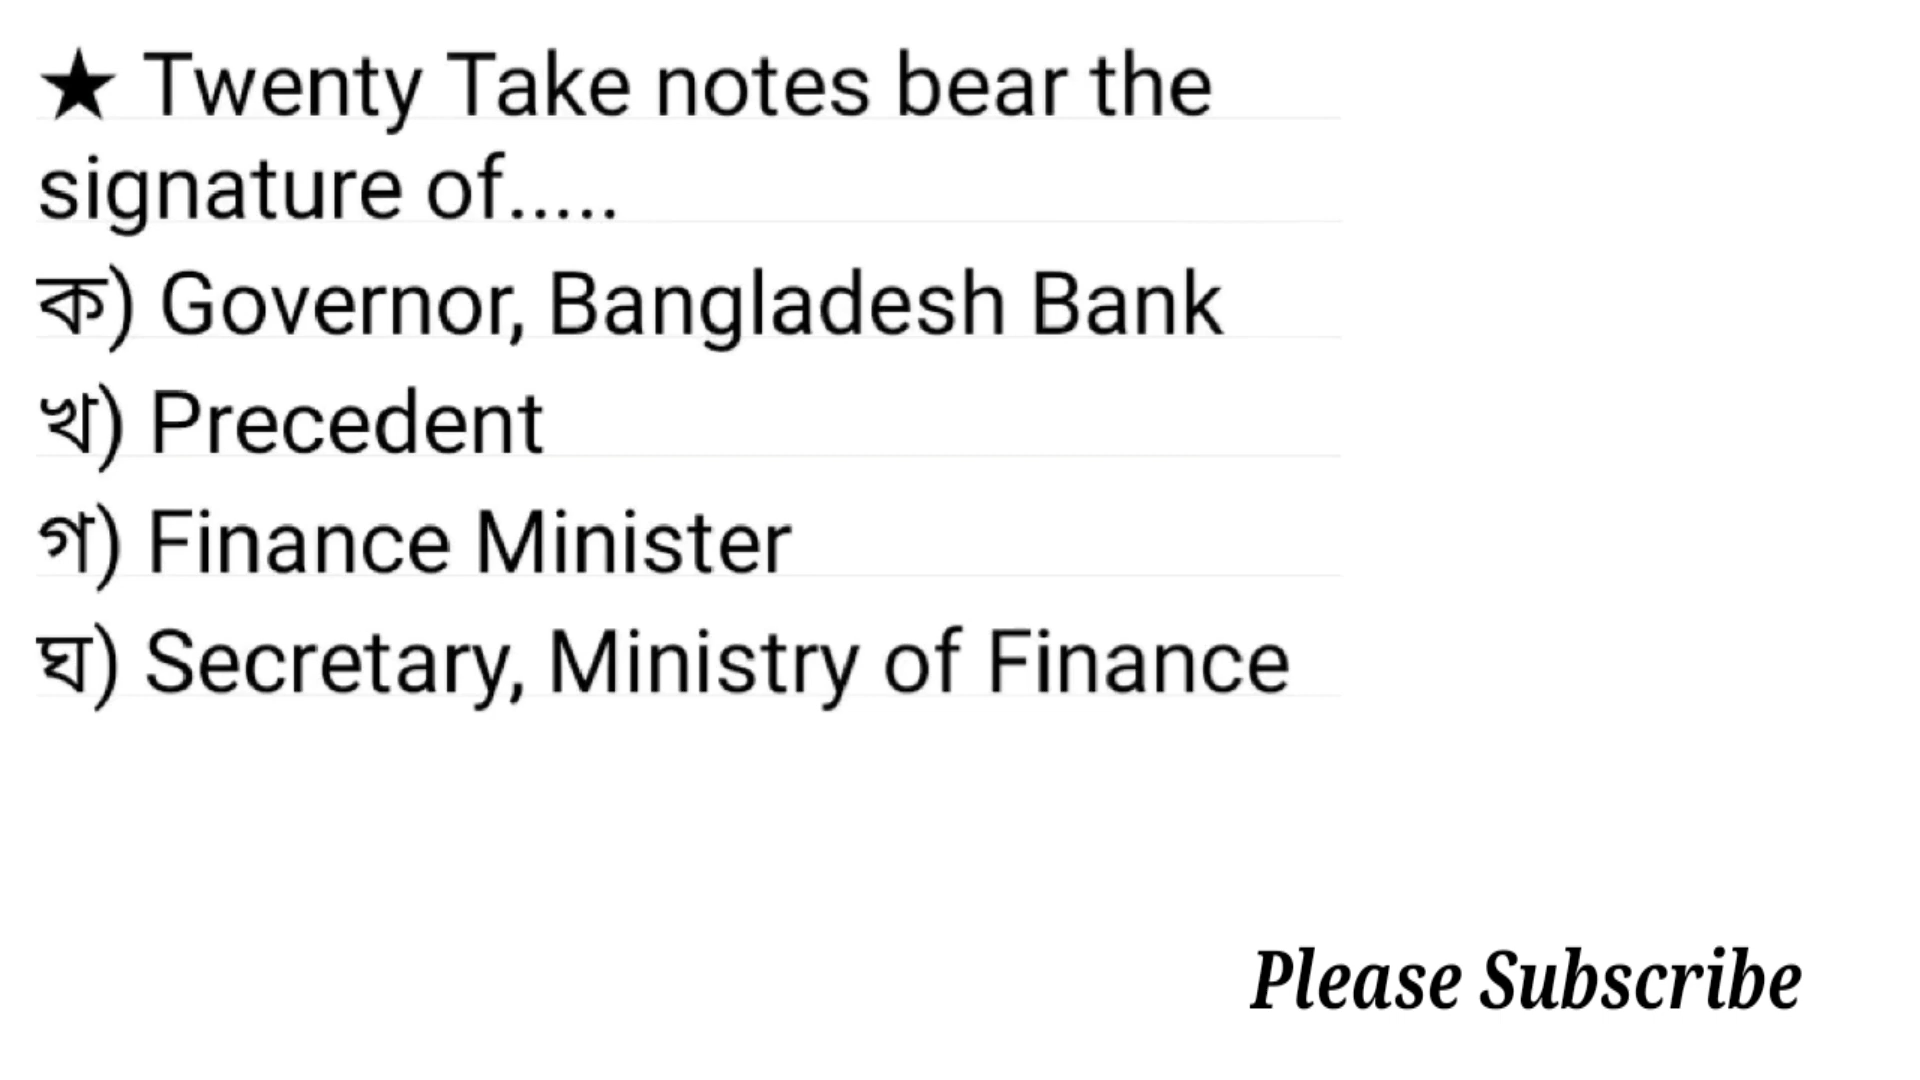 ★ Twenty Take notes bear the
signature of.....
ক) Governor, Bangladesh Bank
খ) Precedent
গ) Finance Minister
ঘ) Secretary, Ministry of Finance
Please Subscribe